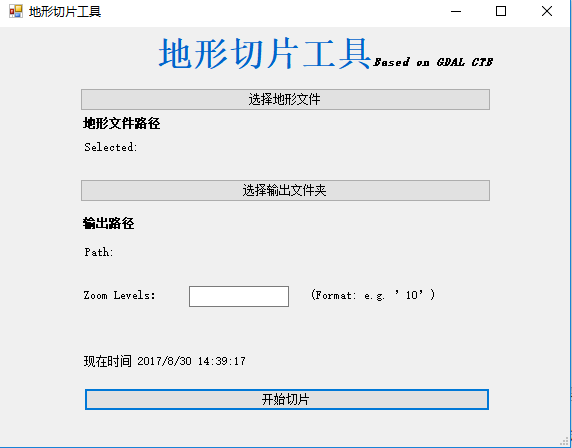 地形切片工具
地形切片工具Based on GDAL CTB
选择地形文件
地形文件路径
Selected:
选择输出文件夹
输出路径
Path:
Zoom Levels: (Format: e.g. ’10’)
现在时间 2017/8/30 14:39:17
开始切片